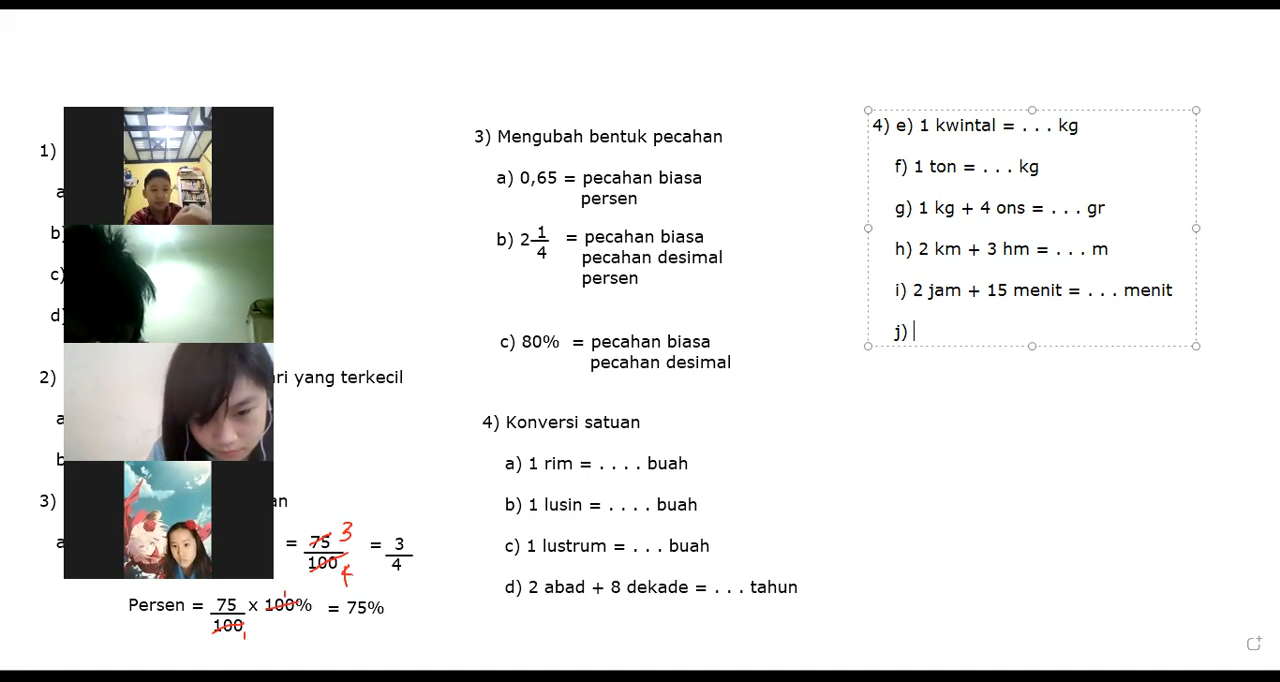 1)
a
b)
c)
d)
2) ri yang terkecil
a
b
3) an
a = 75/100 3 4 = 3/4
Persen = 75/100 x 100% = 75%
1
1
3) Mengubah bentuk pecahan
a) 0,65 = pecahan biasa
persen
b) 2 1/4 = pecahan biasa
pecahan desimal
persen
c) 80% = pecahan biasa
pecahan desimal
4) Konversi satuan
a) 1 rim = . . . . buah
b) 1 lusin = . . . . buah
c) 1 lustrum = . . . buah
d) 2 abad + 8 dekade = . . . tahun
4) e) 1 kwintal = . . . kg
f) 1 ton = . . . kg
g) 1 kg + 4 ons = . . . gr
h) 2 km + 3 hm = . . . m
i) 2 jam + 15 menit = . . . menit
j)